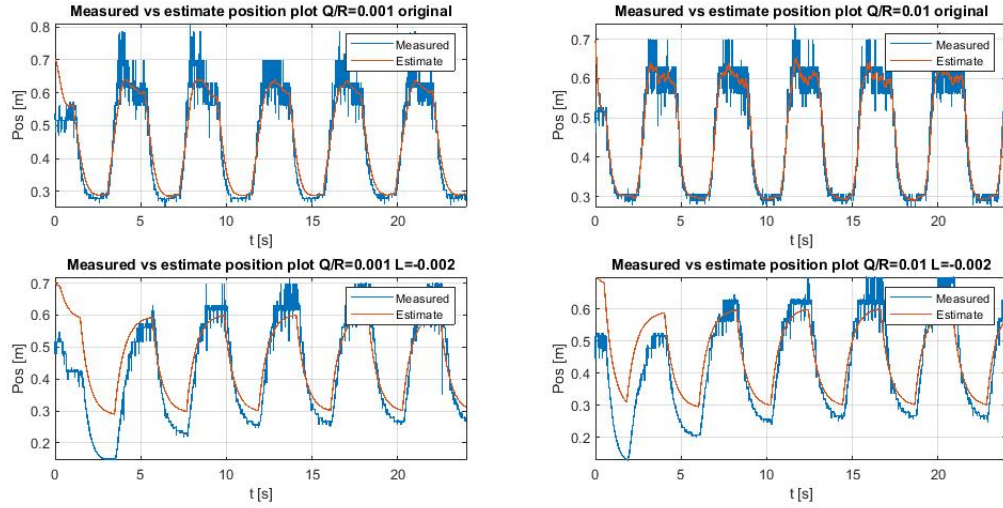 Measured vs estimate position plot Q/R=0.001 original
0.8
0.7
0.6
0.5
0.4
0.3
Pos [m]
0 5 10 15 20
t [s]
Measured
Estimate
Measured vs estimate position plot Q/R=0.01 original
0.7
0.6
0.5
0.4
0.3
Pos [m]
0 5 10 15 20
t [s]
Measured
Estimate
Measured vs estimate position plot Q/R=0.001 L=-0.002
0.7
0.6
0.5
0.4
0.3
0.2
Pos [m]
0 5 10 15 20
t [s]
Measured
Estimate
Measured vs estimate position plot Q/R=0.01 L=-0.002
0.6
0.4
0.2
Pos [m]
0 5 10 15 20
t [s]
Measured
Estimate